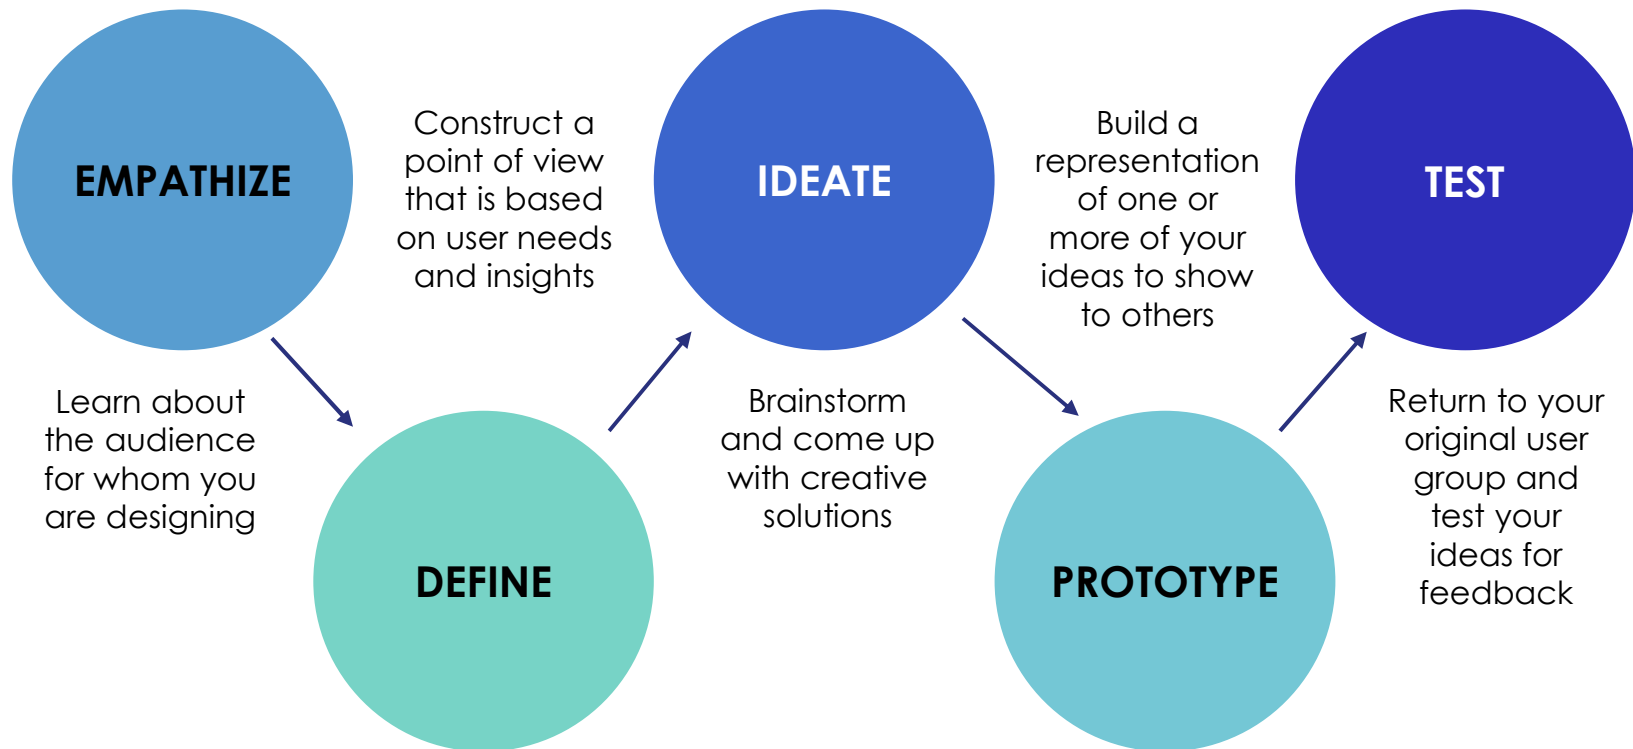 EMPATHIZE
Learn about
the audience
for whom you
are designing
Construct a
point of view
that is based
on user needs
and insights
DEFINE
IDEATE
Brainstorm
and come up
with creative
solutions
Build a
representation
of one or
more of your
ideas to show
to others
PROTOTYPE
TEST
Return to your
original user
group and
test your
ideas for
feedback